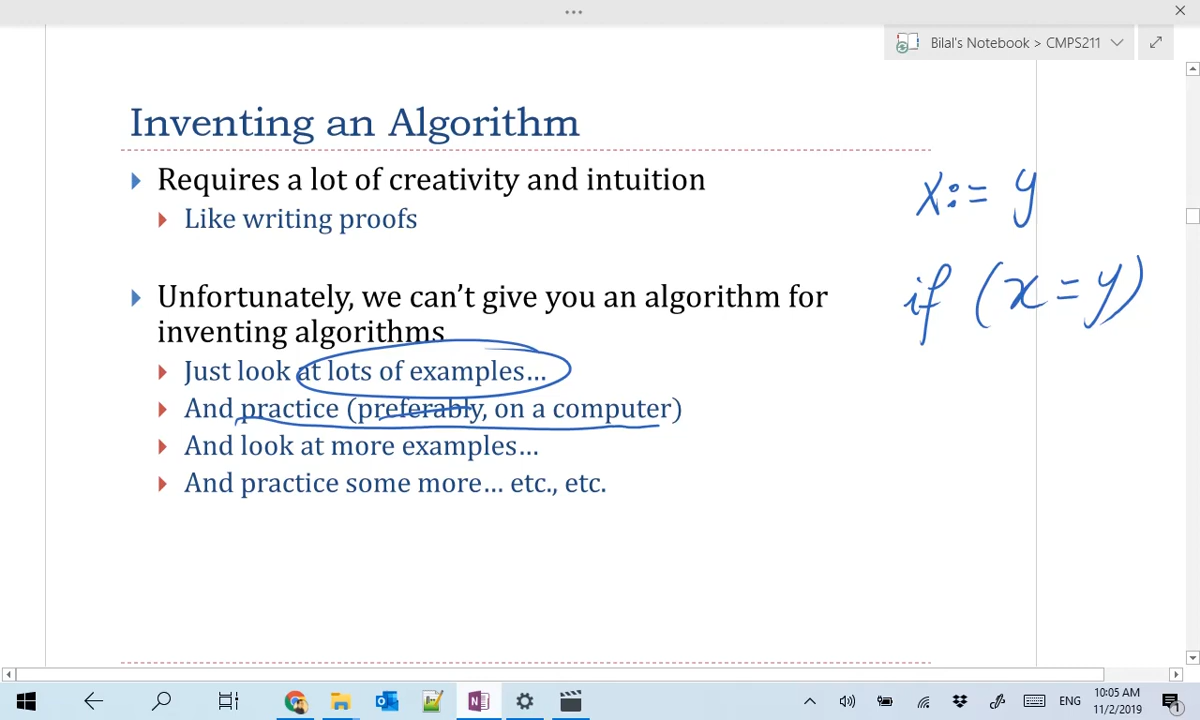 Bilal's Notebook > CMPS211
Inventing an Algorithm
Requires a lot of creativity and intuition
Like writing proofs
x:= y
if (x=y)
Unfortunately, we can't give you an algorithm for
inventing algorithms
Just look at lots of examples…
And practice (preferably, on a computer)
And look at more examples…
And practice some more… etc., etc.
N
ENG
10:05 AM
11/2/2019
1